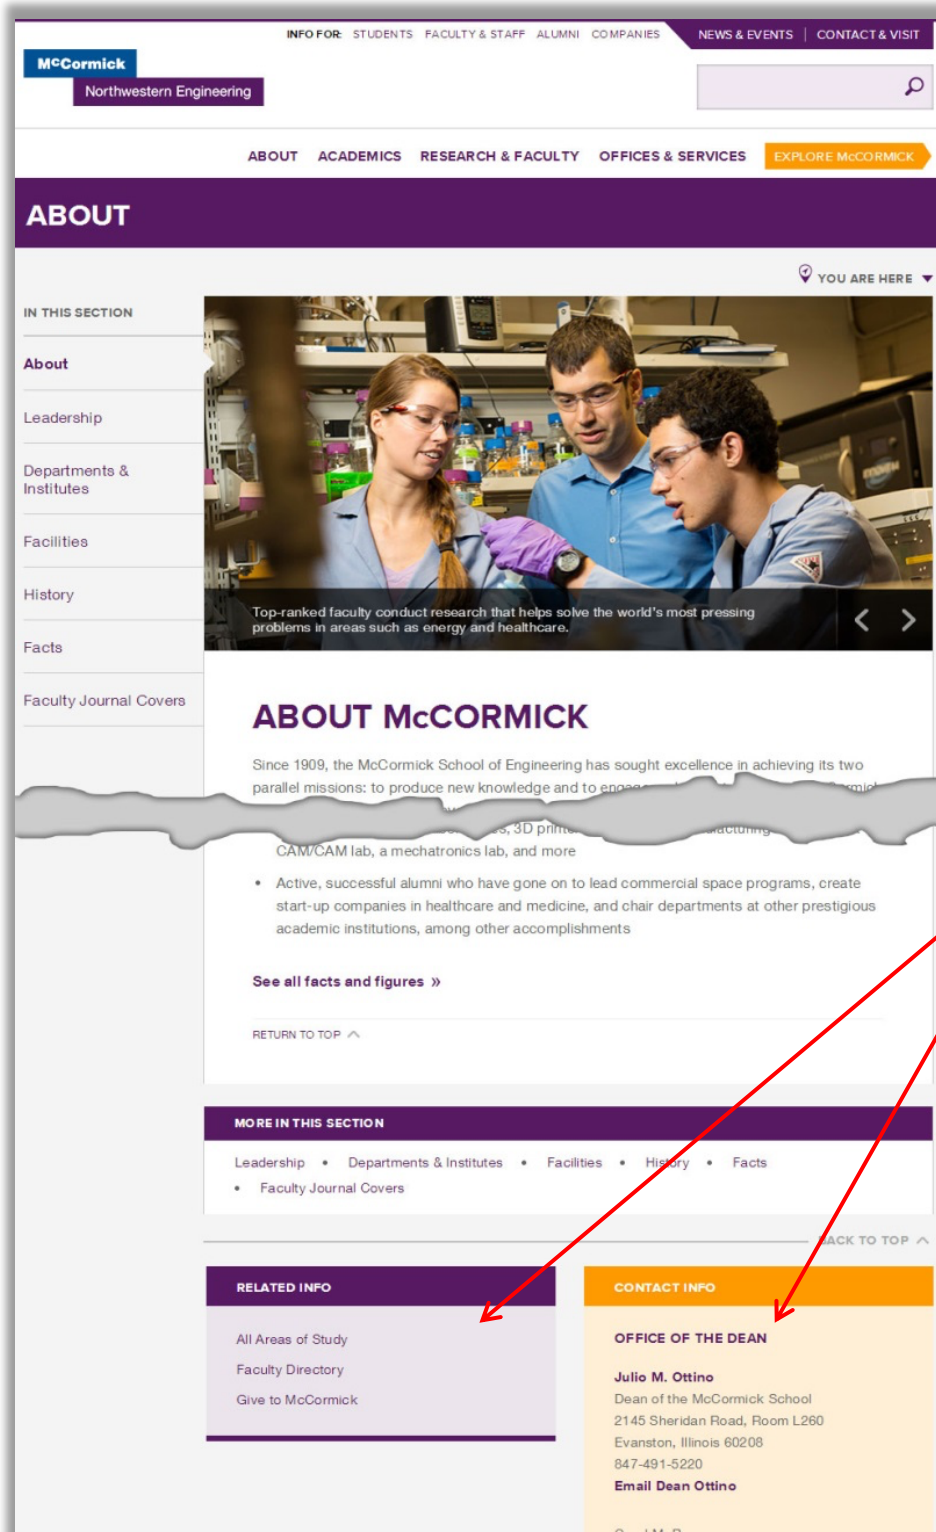 INFO FOR: STUDENTS FACULTY & STAFF ALUMNI COMPANIES NEWS & EVENTS | CONTACT & VISIT
McCormick
Northwestern Engineering
ABOUT ACADEMICS RESEARCH & FACULTY OFFICES & SERVICES EXPLORE McCORMICK
ABOUT
YOU ARE HERE
IN THIS SECTION
About
Leadership
Departments &
Institutes
Facilities
History
Facts
Faculty Journal Covers
Top-ranked faculty conduct research that helps solve the world's most pressing
problems in areas such as energy and healthcare.
ABOUT McCORMICK
Since 1909, the McCormick School of Engineering has sought excellence in achieving its two
parallel missions: to produce new knowledge and to
3D
CAM/CAM lab, a mechatronics lab, and more
• Active, successful alumni who have gone on to lead commercial space programs, create
start-up companies in healthcare and medicine, and chair departments at other prestigious
academic institutions, among other accomplishments
See all facts and figures »
RETURN TO TOP
MORE IN THIS SECTION
Leadership • Departments & Institutes • Facilities • History • Facts
• Faculty Journal Covers
BACK TO TOP
RELATED INFO
All Areas of Study
Faculty Directory
Give to McCormick
CONTACT INFO
OFFICE OF THE DEAN
Julio M. Ottino
Dean of the McCormick School
2145 Sheridan Road, Room L260
Evanston, Illinois 60208
847-491-5220
Email Dean Ottino